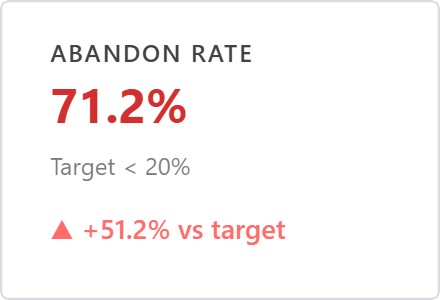 ABANDON RATE
71.2%
Target < 20%
▲ +51.2% vs target